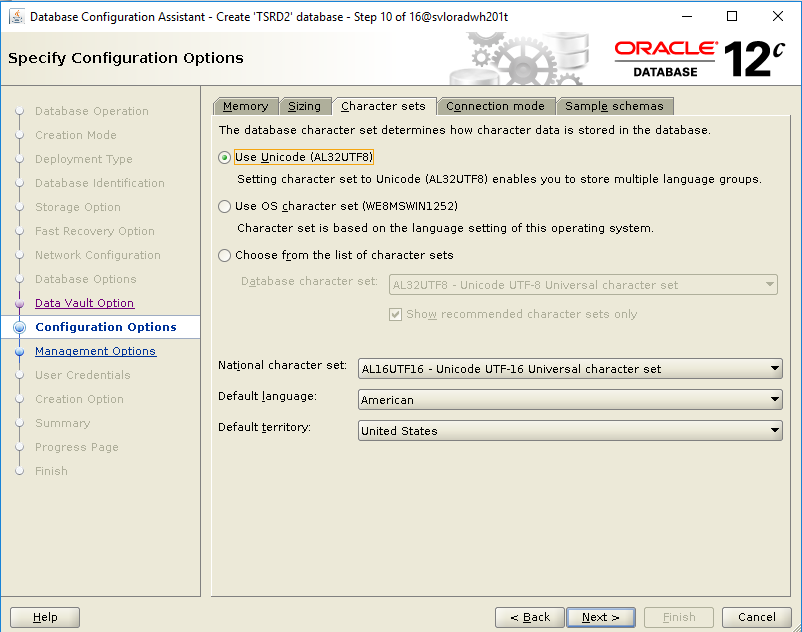 Database Configuration Assistant - Create 'TSRD2' database - Step 10 of 16@svloradwh201t
Specify Configuration Options
ORACLE®
DATABASE
12c
Database Operation
Creation Mode
Deployment Type
Database Identification
Storage Option
Fast Recovery Option
Network Configuration
Database Options
Data Vault Option
Configuration Options
Management Options
User Credentials
Creation Option
Summary
Progress Page
Finish
Memory Sizing Character sets Connection mode Sample schemas
The database character set determines how character data is stored in the database.
Use Unicode (AL32UTF8)
Setting character set to Unicode (AL32UTF8) enables you to store multiple language groups.
Use OS character set (WE8MSWIN1252)
Character set is based on the language setting of this operating system.
Choose from the list of character sets
Database character set: AL32UTF8 - Unicode UTF-8 Universal character set
Show recommended character sets only
National character set: AL16UTF16 - Unicode UTF-16 Universal character set
Default language: American
Default territory: United States
Help < Back Next > Finish Cancel